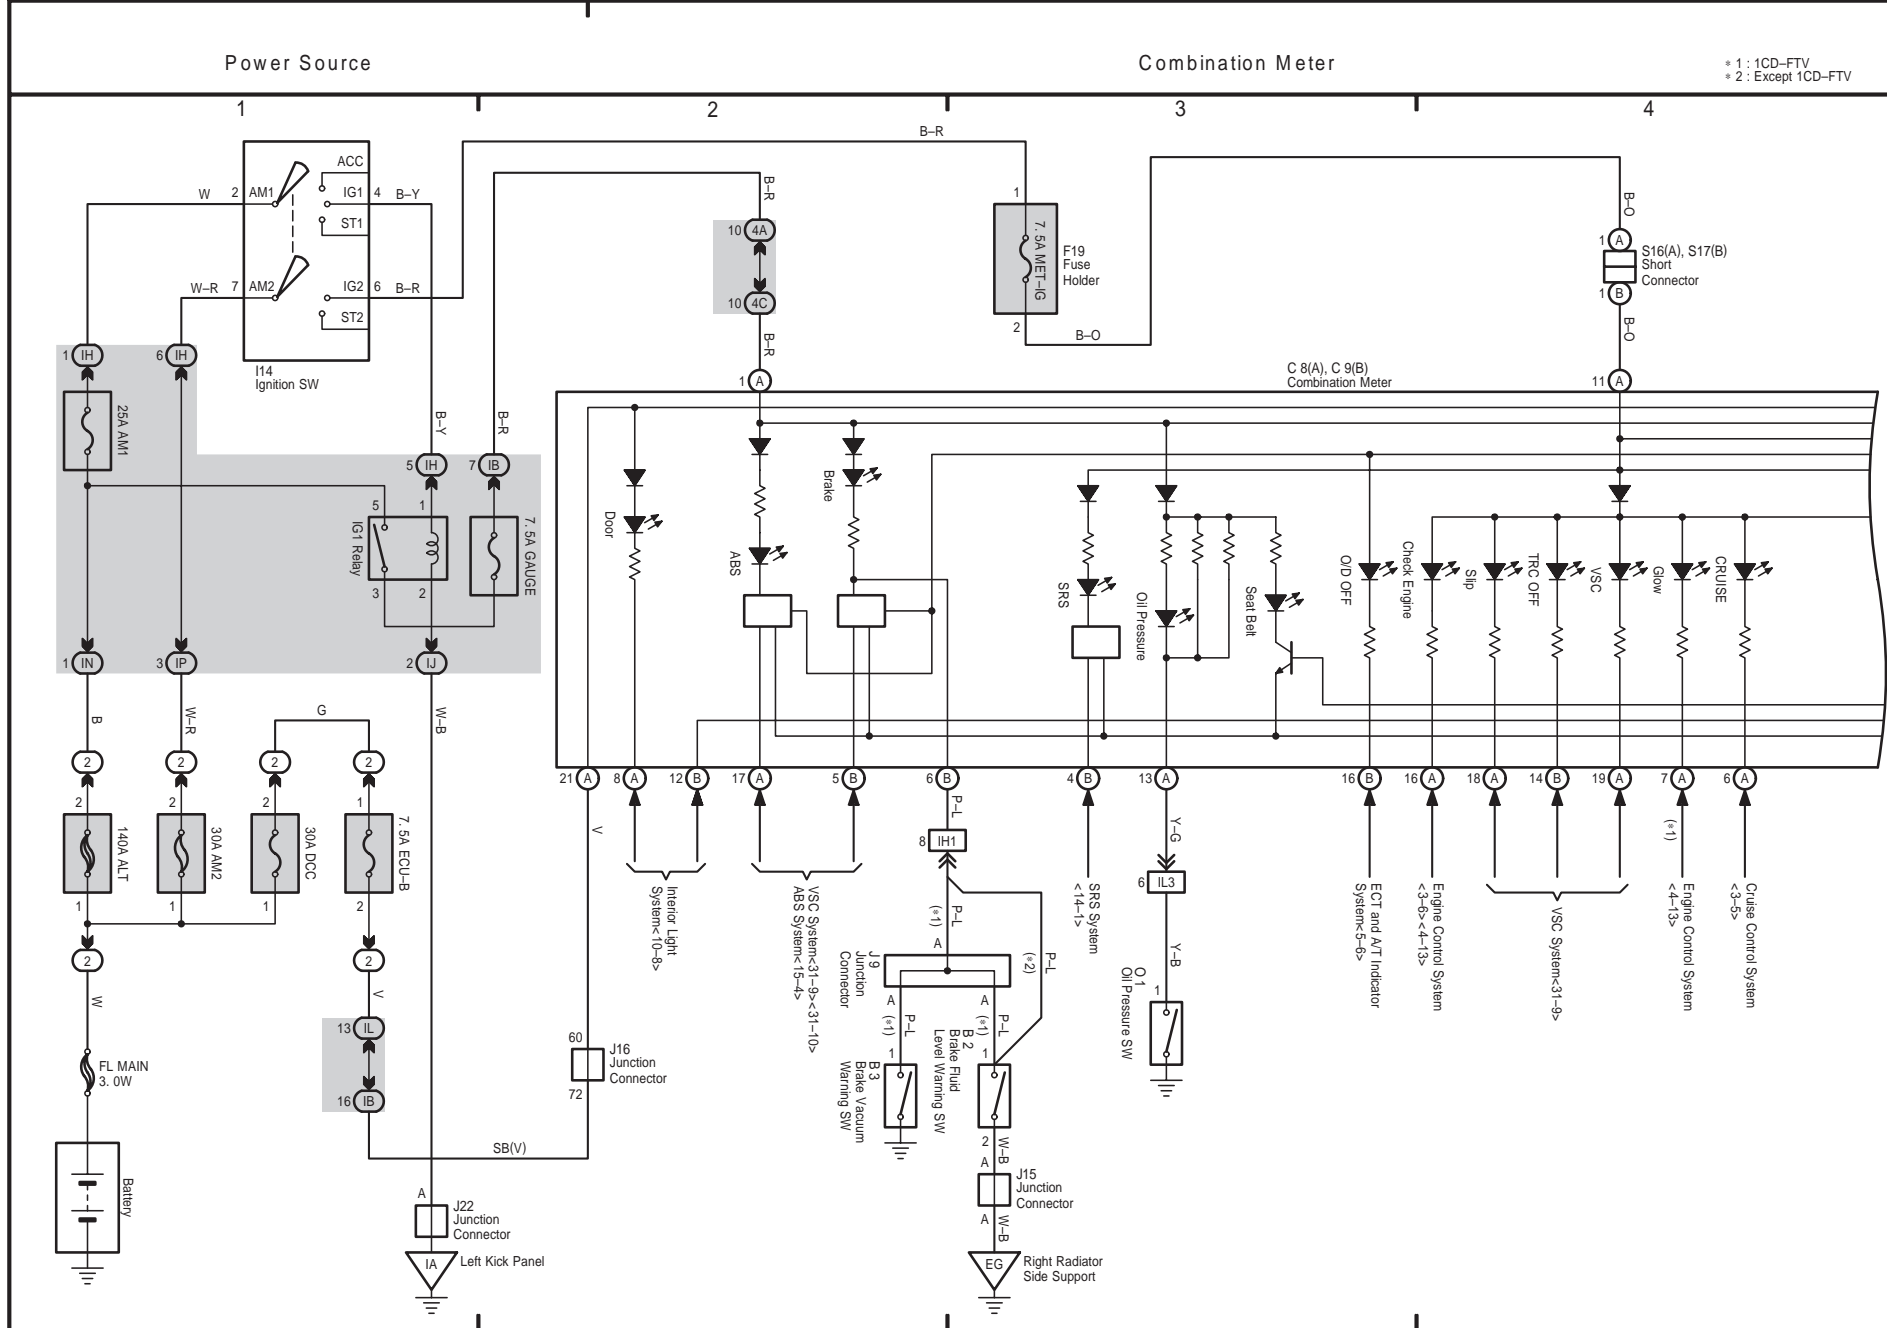 Power Source
Combination Meter
* 1 : 1CD–FTV
* 2 : Except 1CD–FTV
1
2
3
4
B–R
ACC
W
2
AM1
IG1
4
B–Y
ST1
W–R
7
AM2
IG2
6
B–R
ST2
I14
Ignition SW
1
IH
6
IH
25A AM1
B–Y
B–R
5
IH
7
IB
5
1
IG1 Relay
3
2
7. 5A GAUGE
1
IN
3
IP
2
IJ
B
W–R
G
W–B
2
2
2
2
2
2
2
1
140A ALT
30A AM2
30A DCC
7. 5A ECU–B
1
1
1
2
2
2
W
V
13
IL
16
IB
FL MAIN
3. 0W
Battery
SB(V)
A
J22
Junction
Connector
IA
Left Kick Panel
B–R
10
4A
10
4C
B–R
1
A
1
7. 5A MET–IG
F19
Fuse
Holder
2
B–O
B–O
1
A
S16(A), S17(B)
Short
Connector
1
B
B–O
C 8(A), C 9(B)
Combination Meter
11
A
Door
ABS
Brake
SRS
Oil Pressure
Seat Belt
O/D OFF
Check Engine
Slip
TRC OFF
VSC
Glow
CRUISE
21
A
8
A
12
B
17
A
5
B
6
B
4
B
13
A
16
B
16
A
18
A
14
B
19
A
7
A
6
A
V
Interior Light
System<10–8>
VSC System<31–9><31–10>
ABS System<15–4>
P–L
8
IH1
P–L
(*1)
P–L
(*2)
A
J 9
Junction
Connector
A
A
P–L
(*1)
P–L
(*1)
1
1
B 3
Brake Vacuum
Warning SW
B 2
Brake Fluid
Level Warning SW
2
W–B
A
J15
Junction
Connector
A
W–B
EG
Right Radiator
Side Support
60
J16
Junction
Connector
72
SRS System
<14–1>
Y–G
6
IL3
Y–B
1
O 1
Oil Pressure SW
ECT and A/T Indicator
System<5–6>
Engine Control System
<3–6><4–13>
VSC System<31–9>
(*1)
Engine Control System
<4–13>
Cruise Control System
<3–5>